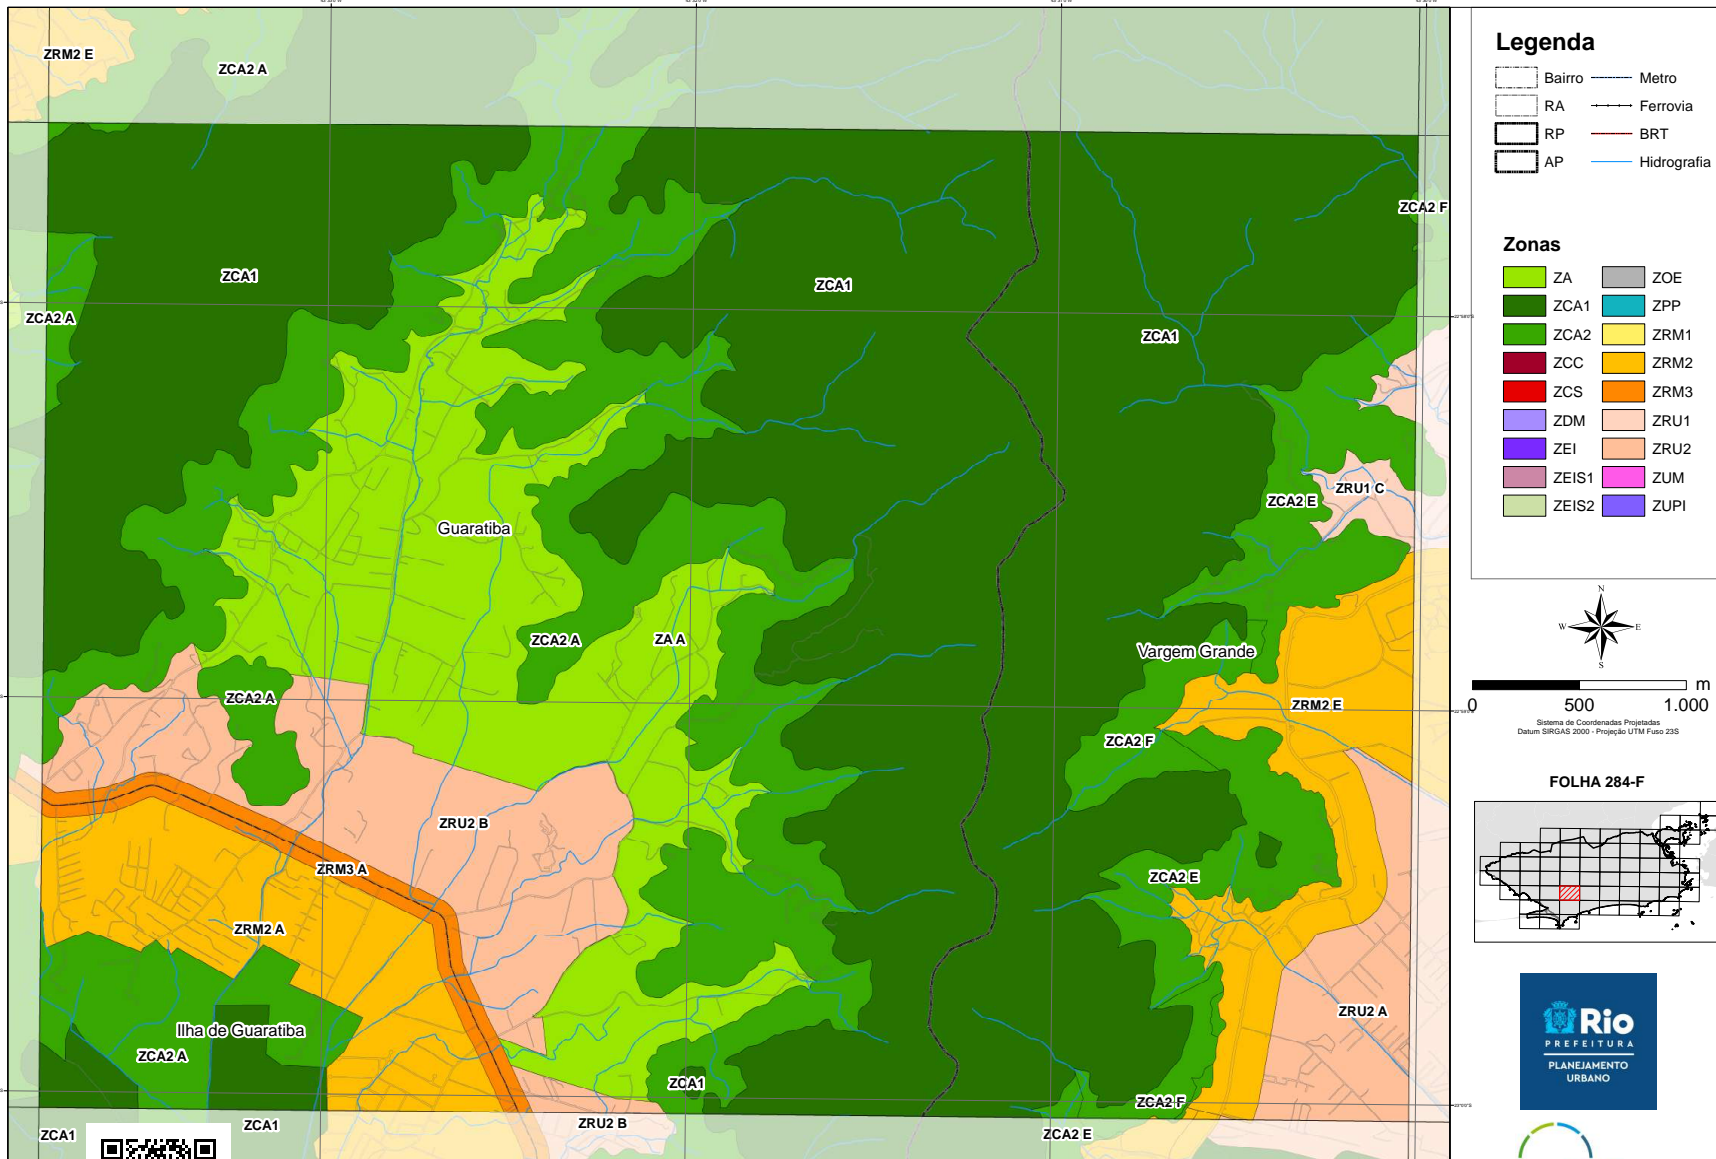 ZRM2 E
ZCA2 A
ZCA2 F
ZCA1
ZCA1
ZCA2 A
ZCA1
ZCA2 E
ZRU1 C
Guaratiba
ZCA2 A
ZA A
Vargem Grande
ZCA2 A
ZRM2 E
ZCA2 F
ZRU2 B
ZRM3 A
ZCA2 E
ZRM2 A
ZRU2 A
Ilha de Guaratiba
ZCA2 A
ZCA1
ZCA2 F
ZCA1
ZCA1
ZRU2 B
ZCA2 E
Legenda
Bairro
Metro
RA
Ferrovia
RP
BRT
AP
Hidrografia
Zonas
ZA
ZOE
ZCA1
ZPP
ZCA2
ZRM1
ZCC
ZRM2
ZCS
ZRM3
ZDM
ZRU1
ZEI
ZRU2
ZEIS1
ZUM
ZEIS2
ZUPI
N
W
E
S
m
0 500 1.000
Sistema de Coordenadas Projetadas
Datum SIRGAS 2000 - Projeção UTM Fuso 23S
FOLHA 284-F
Rio
PREFEITURA
PLANEJAMENTO
URBANO